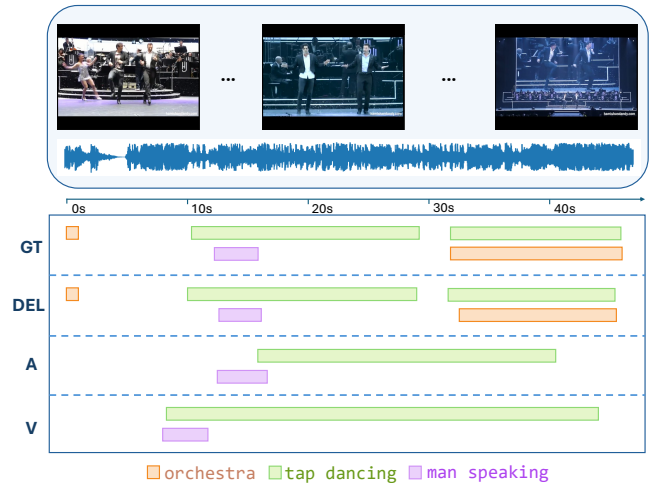 ... ...
0s 10s 20s 30s 40s
GT
DEL
A
V
orchestra tap dancing man speaking